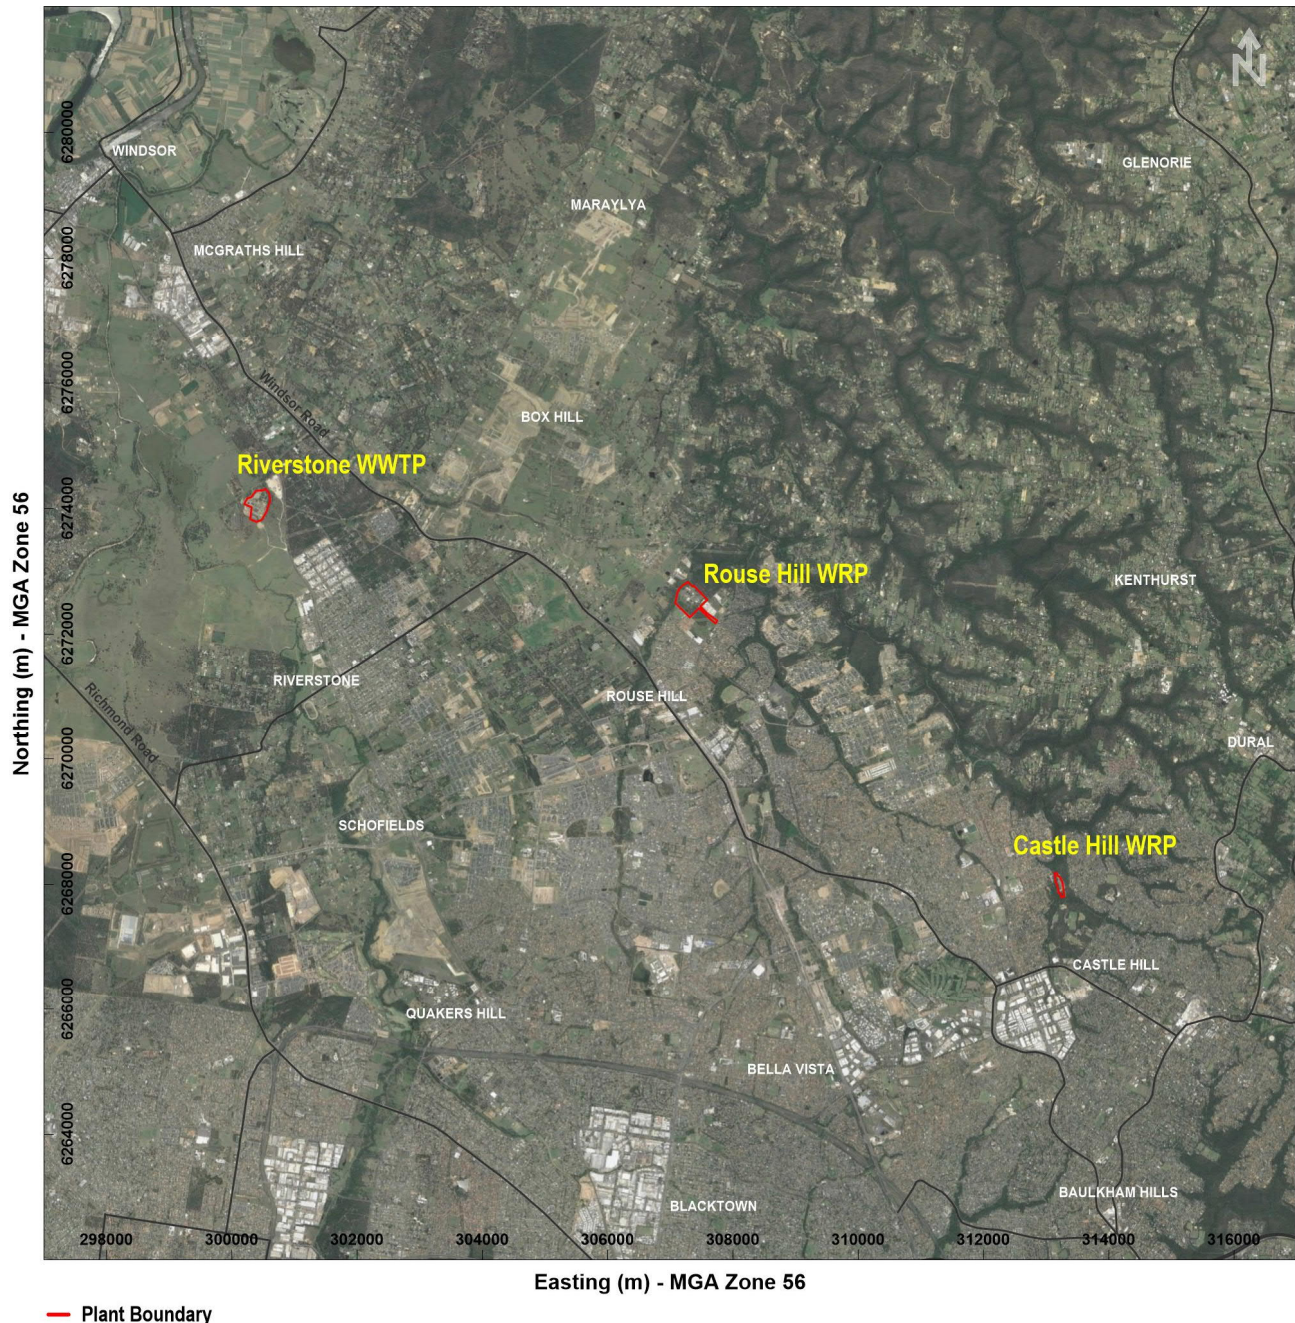 N
6280000
WINDSOR
GLENORIE
MARAYLYA
MCGRATHS HILL
6278000
6276000
Windsor Road
BOX HILL
Riverstone WWTP
6274000
Rouse Hill WRP
KENTHURST
6272000
RIVERSTONE
ROUSE HILL
Richmond Road
6270000
DURAL
SCHOFIELDS
Castle Hill WRP
6268000
CASTLE HILL
6266000
QUAKERS HILL
BELLA VISTA
6264000
BAULKHAM HILLS
BLACKTOWN
298000 300000 302000 304000 306000 308000 310000 312000 314000 316000
Northing (m) - MGA Zone 56
Easting (m) - MGA Zone 56
Plant Boundary